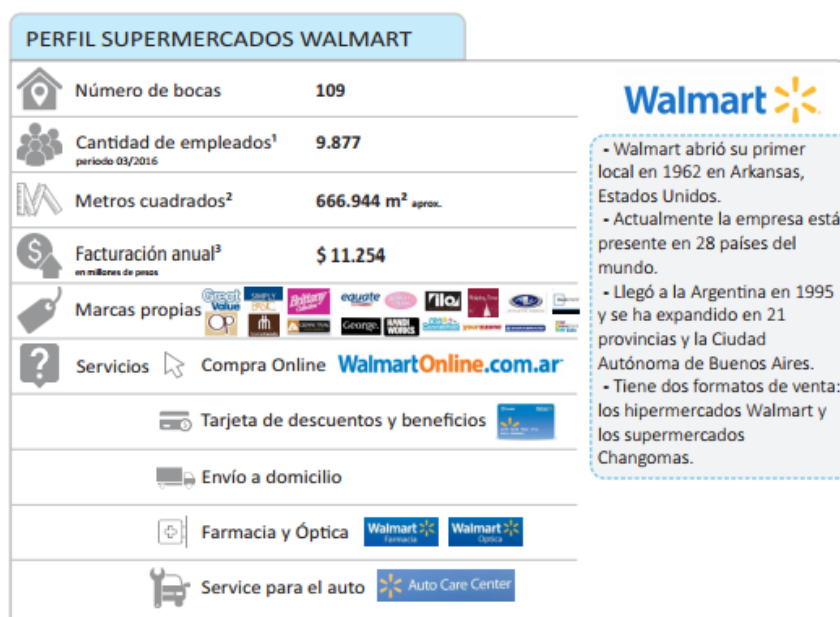 PERFIL SUPERMERCADOS WALMART
Número de bocas 109
Cantidad de empleados¹ 9.877
periodo 03/2016
Metros cuadrados² 666.944 m² aprox.
Facturación anual³ $ 11.254
en millones de pesos
Marcas propias
Great Value
SIMPLY BASIC
Brittany
equate
OP
George.
Servicios Compra Online WalmartOnline.com.ar
Tarjeta de descuentos y beneficios
Envío a domicilio
Farmacia y Óptica Walmart Farmacia Walmart Óptica
Service para el auto Auto Care Center
Walmart
- Walmart abrió su primer
local en 1962 en Arkansas,
Estados Unidos.
- Actualmente la empresa está
presente en 28 países del
mundo.
- Llegó a la Argentina en 1995
y se ha expandido en 21
provincias y la Ciudad
Autónoma de Buenos Aires.
- Tiene dos formatos de venta:
los hipermercados Walmart y
los supermercados
Changomas.